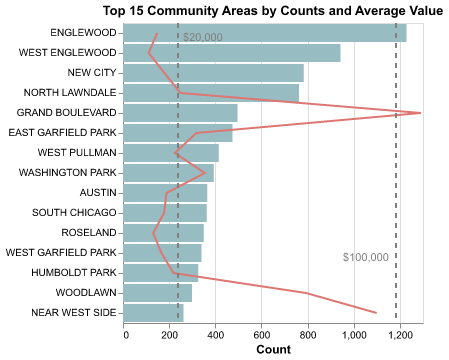 Top 15 Community Areas by Counts and Average Value
ENGLEWOOD
$20,000
WEST ENGLEWOOD
NEW CITY
NORTH LAWNDALE
GRAND BOULEVARD
EAST GARFIELD PARK
WEST PULLMAN
WASHINGTON PARK
AUSTIN
SOUTH CHICAGO
ROSELAND
WEST GARFIELD PARK
$100,000
HUMBOLDT PARK
WOODLAWN
NEAR WEST SIDE
0 200 400 600 800 1,000 1,200
Count